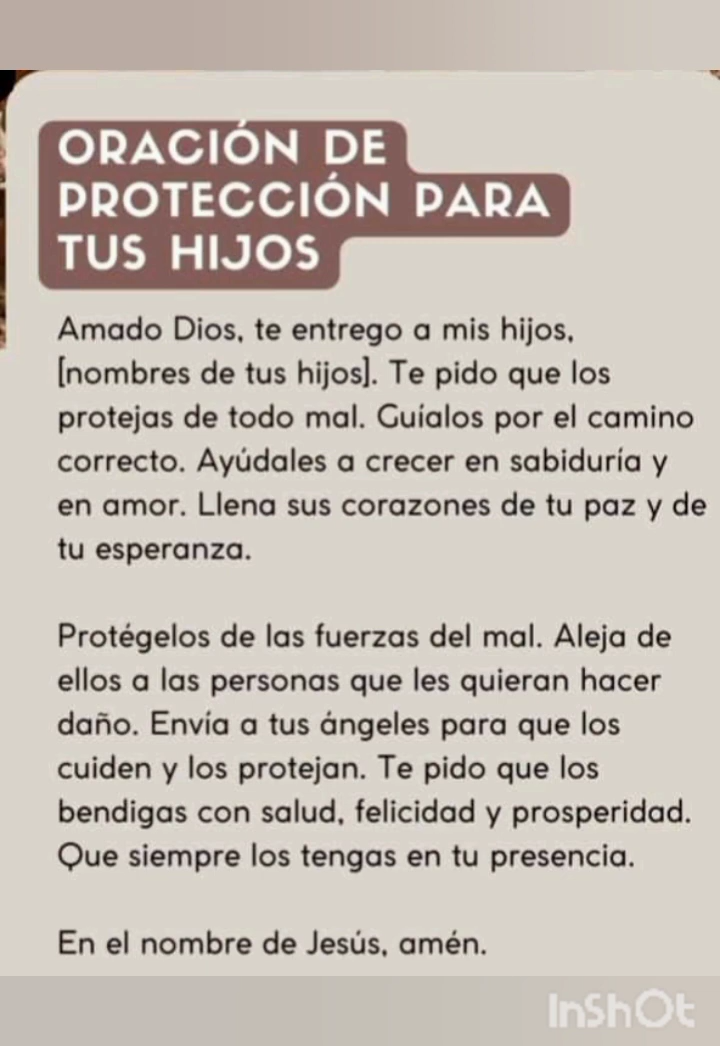 ORACIÓN DE
PROTECCIÓN PARA
TUS HIJOS
Amado Dios, te entrego a mis hijos,
[nombres de tus hijos]. Te pido que los
protejas de todo mal. Guíalos por el camino
correcto. Ayúdales a crecer en sabiduría y
en amor. Llena sus corazones de tu paz y de
tu esperanza.
Protégelos de las fuerzas del mal. Aleja de
ellos a las personas que les quieran hacer
daño. Envía a tus ángeles para que los
cuiden y los protejan. Te pido que los
bendigas con salud, felicidad y prosperidad.
Que siempre los tengas en tu presencia.
En el nombre de Jesús, amén.
InShOt